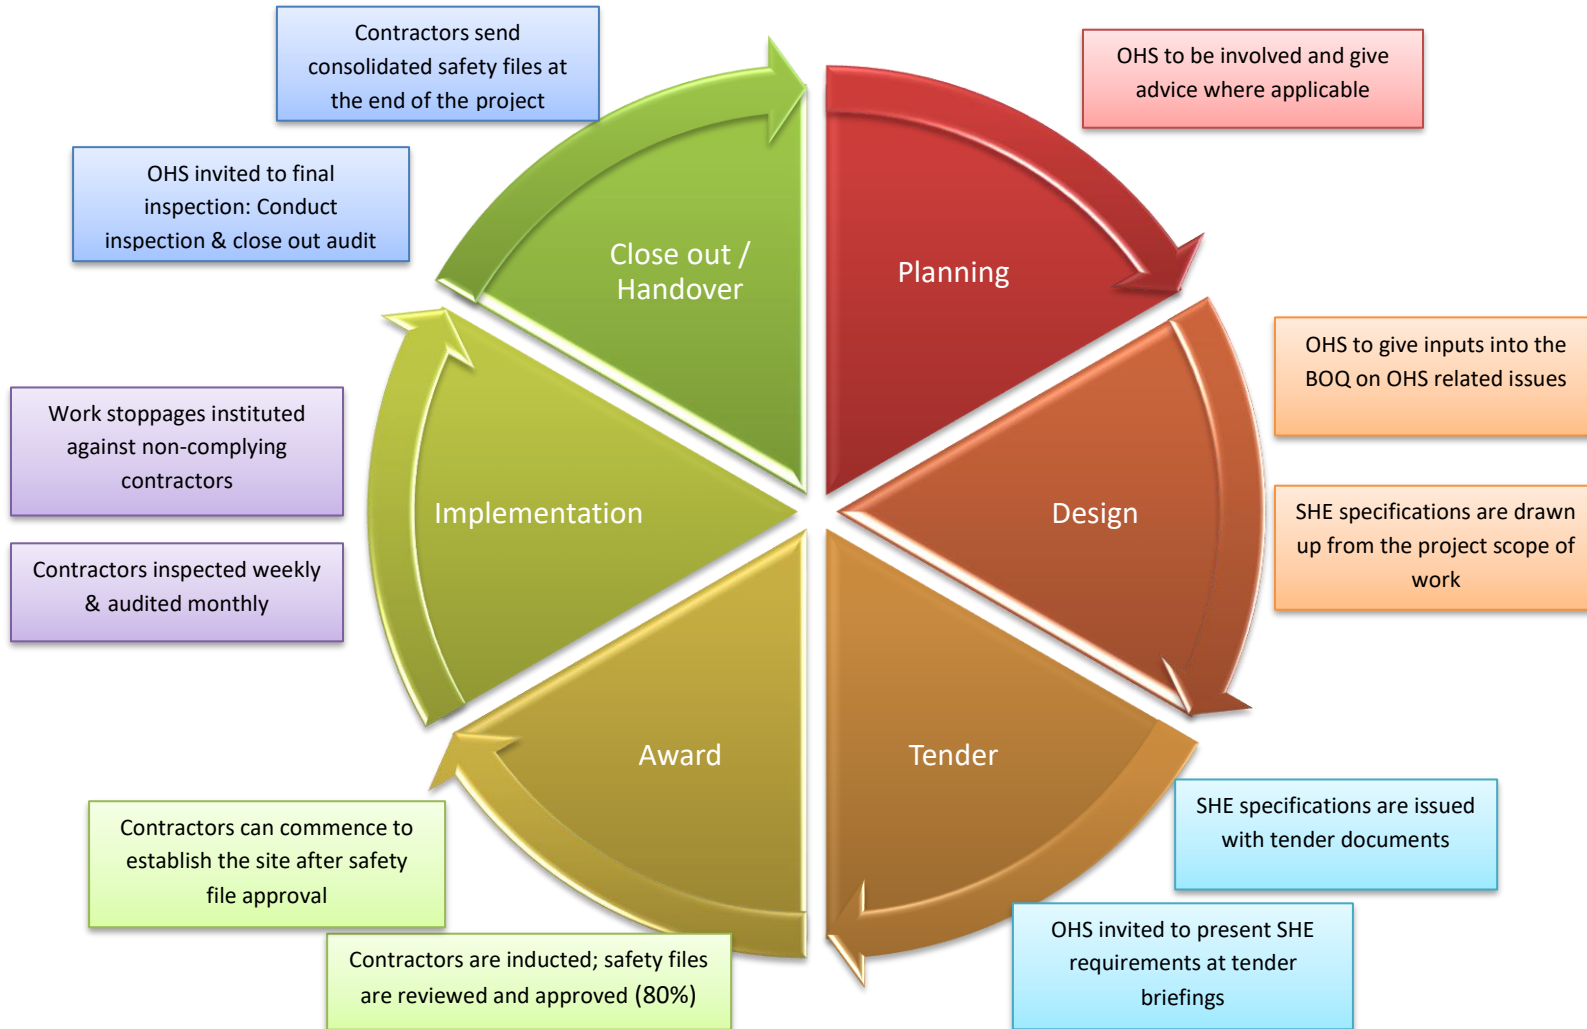 Contractors send
consolidated safety files at
the end of the project
OHS to be involved and give
advice where applicable
OHS invited to final
inspection: Conduct
inspection & close out audit
Close out /
Handover
Planning
OHS to give inputs into the
BOQ on OHS related issues
Work stoppages instituted
against non-complying
contractors
Implementation
Design
SHE specifications are drawn
up from the project scope of
work
Contractors inspected weekly
& audited monthly
Award
Tender
Contractors can commence to
establish the site after safety
file approval
SHE specifications are issued
with tender documents
Contractors are inducted; safety files
are reviewed and approved (80%)
OHS invited to present SHE
requirements at tender
briefings